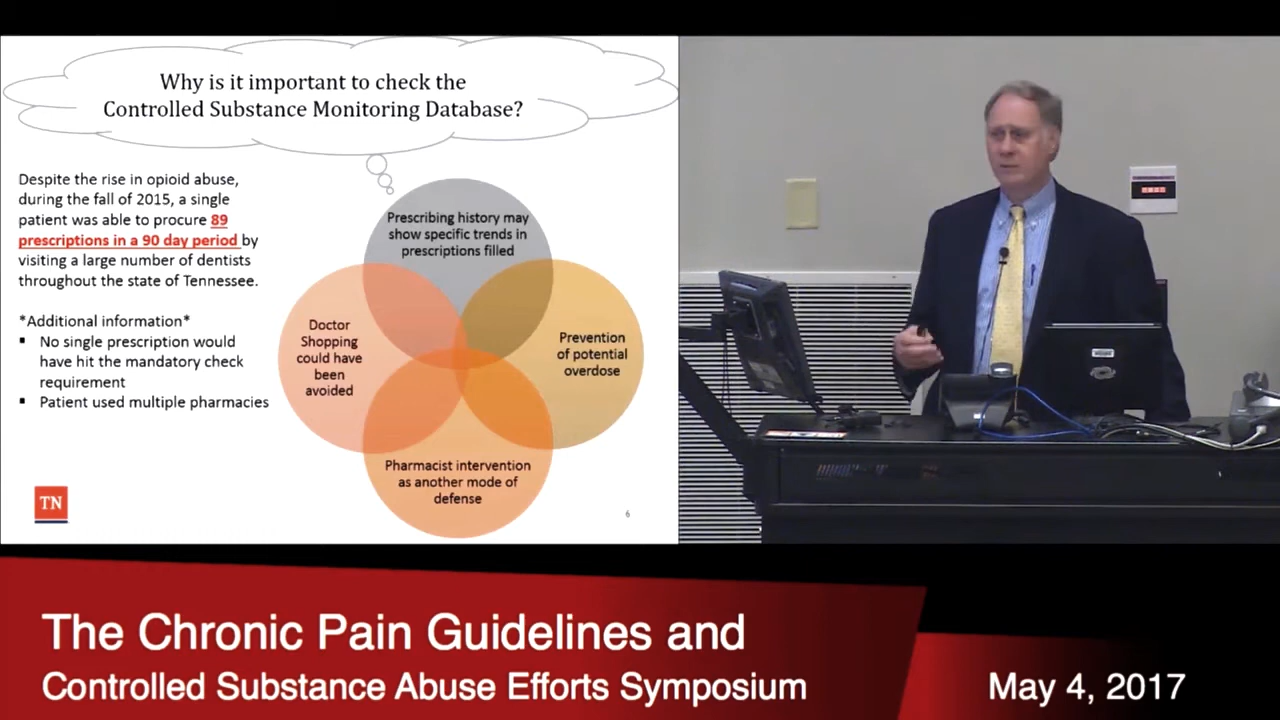 Why is it important to check the
Controlled Substance Monitoring Database?
Despite the rise in opioid abuse,
during the fall of 2015, a single
patient was able to procure 89
prescriptions in a 90 day period by
visiting a large number of dentists
throughout the state of Tennessee.
*Additional information*
▪ No single prescription would
have hit the mandatory check
requirement
▪ Patient used multiple pharmacies
Prescribing history may
show specific trends in
prescriptions filled
Doctor
Shopping
could have
been
avoided
Prevention
of potential
overdose
Pharmacist intervention
as another mode of
defense
TN
6
The Chronic Pain Guidelines and
Controlled Substance Abuse Efforts Symposium
May 4, 2017